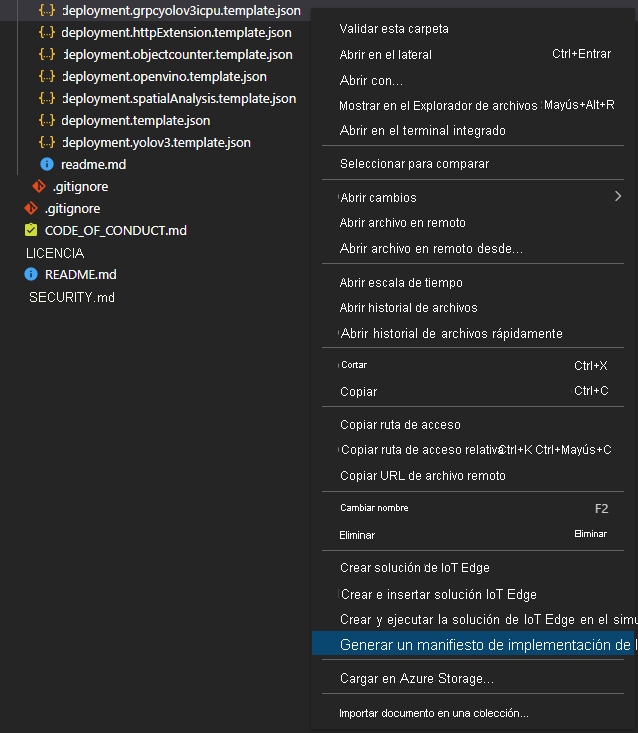 deployment.grpcyolov3icpu.template.json
deployment.httpExtension.template.json
deployment.objectcounter.template.json
deployment.openvino.template.json
deployment.spatialAnalysis.template.json
deployment.template.json
deployment.yolov3.template.json
readme.md
.gitignore
.gitignore
CODE_OF_CONDUCT.md
LICENCIA
README.md
SECURITY.md
Validar esta carpeta
Abrir en el lateral Ctrl+Entrar
Abrir con...
Mostrar en el Explorador de archivos Mayús+Alt+R
Abrir en el terminal integrado
Seleccionar para comparar
Abrir cambios
Abrir archivo en remoto
Abrir archivo en remoto desde...
Abrir escala de tiempo
Abrir historial de archivos
Abrir historial de archivos rápidamente
Cortar Ctrl+X
Copiar Ctrl+C
Copiar ruta de acceso
Copiar ruta de acceso relativa Ctrl+K Ctrl+Mayús+C
Copiar URL de archivo remoto
Cambiar nombre F2
Eliminar Eliminar
Crear solución de IoT Edge
Crear e insertar solución IoT Edge
Crear y ejecutar la solución de IoT Edge en el simu
Generar un manifiesto de implementación de I
Cargar en Azure Storage...
Importar documento en una colección...